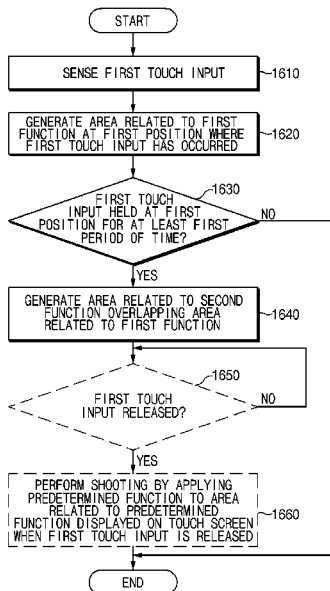 START
SENSE FIRST TOUCH INPUT
1610
GENERATE AREA RELATED TO FIRST
FUNCTION AT FIRST POSITION WHERE
FIRST TOUCH INPUT HAS OCCURRED
1620
FIRST TOUCH
INPUT HELD AT FIRST
POSITION FOR AT LEAST FIRST
PERIOD OF TIME?
1630
NO
YES
GENERATE AREA RELATED TO SECOND
FUNCTION OVERLAPPING AREA
RELATED TO FIRST FUNCTION
1640
FIRST TOUCH
INPUT RELEASED?
1650
NO
YES
PERFORM SHOOTING BY APPLYING
PREDETERMINED FUNCTION TO AREA
RELATED TO PREDETERMINED
FUNCTION DISPLAYED ON TOUCH SCREEN
WHEN FIRST TOUCH INPUT IS RELEASED
1660
END